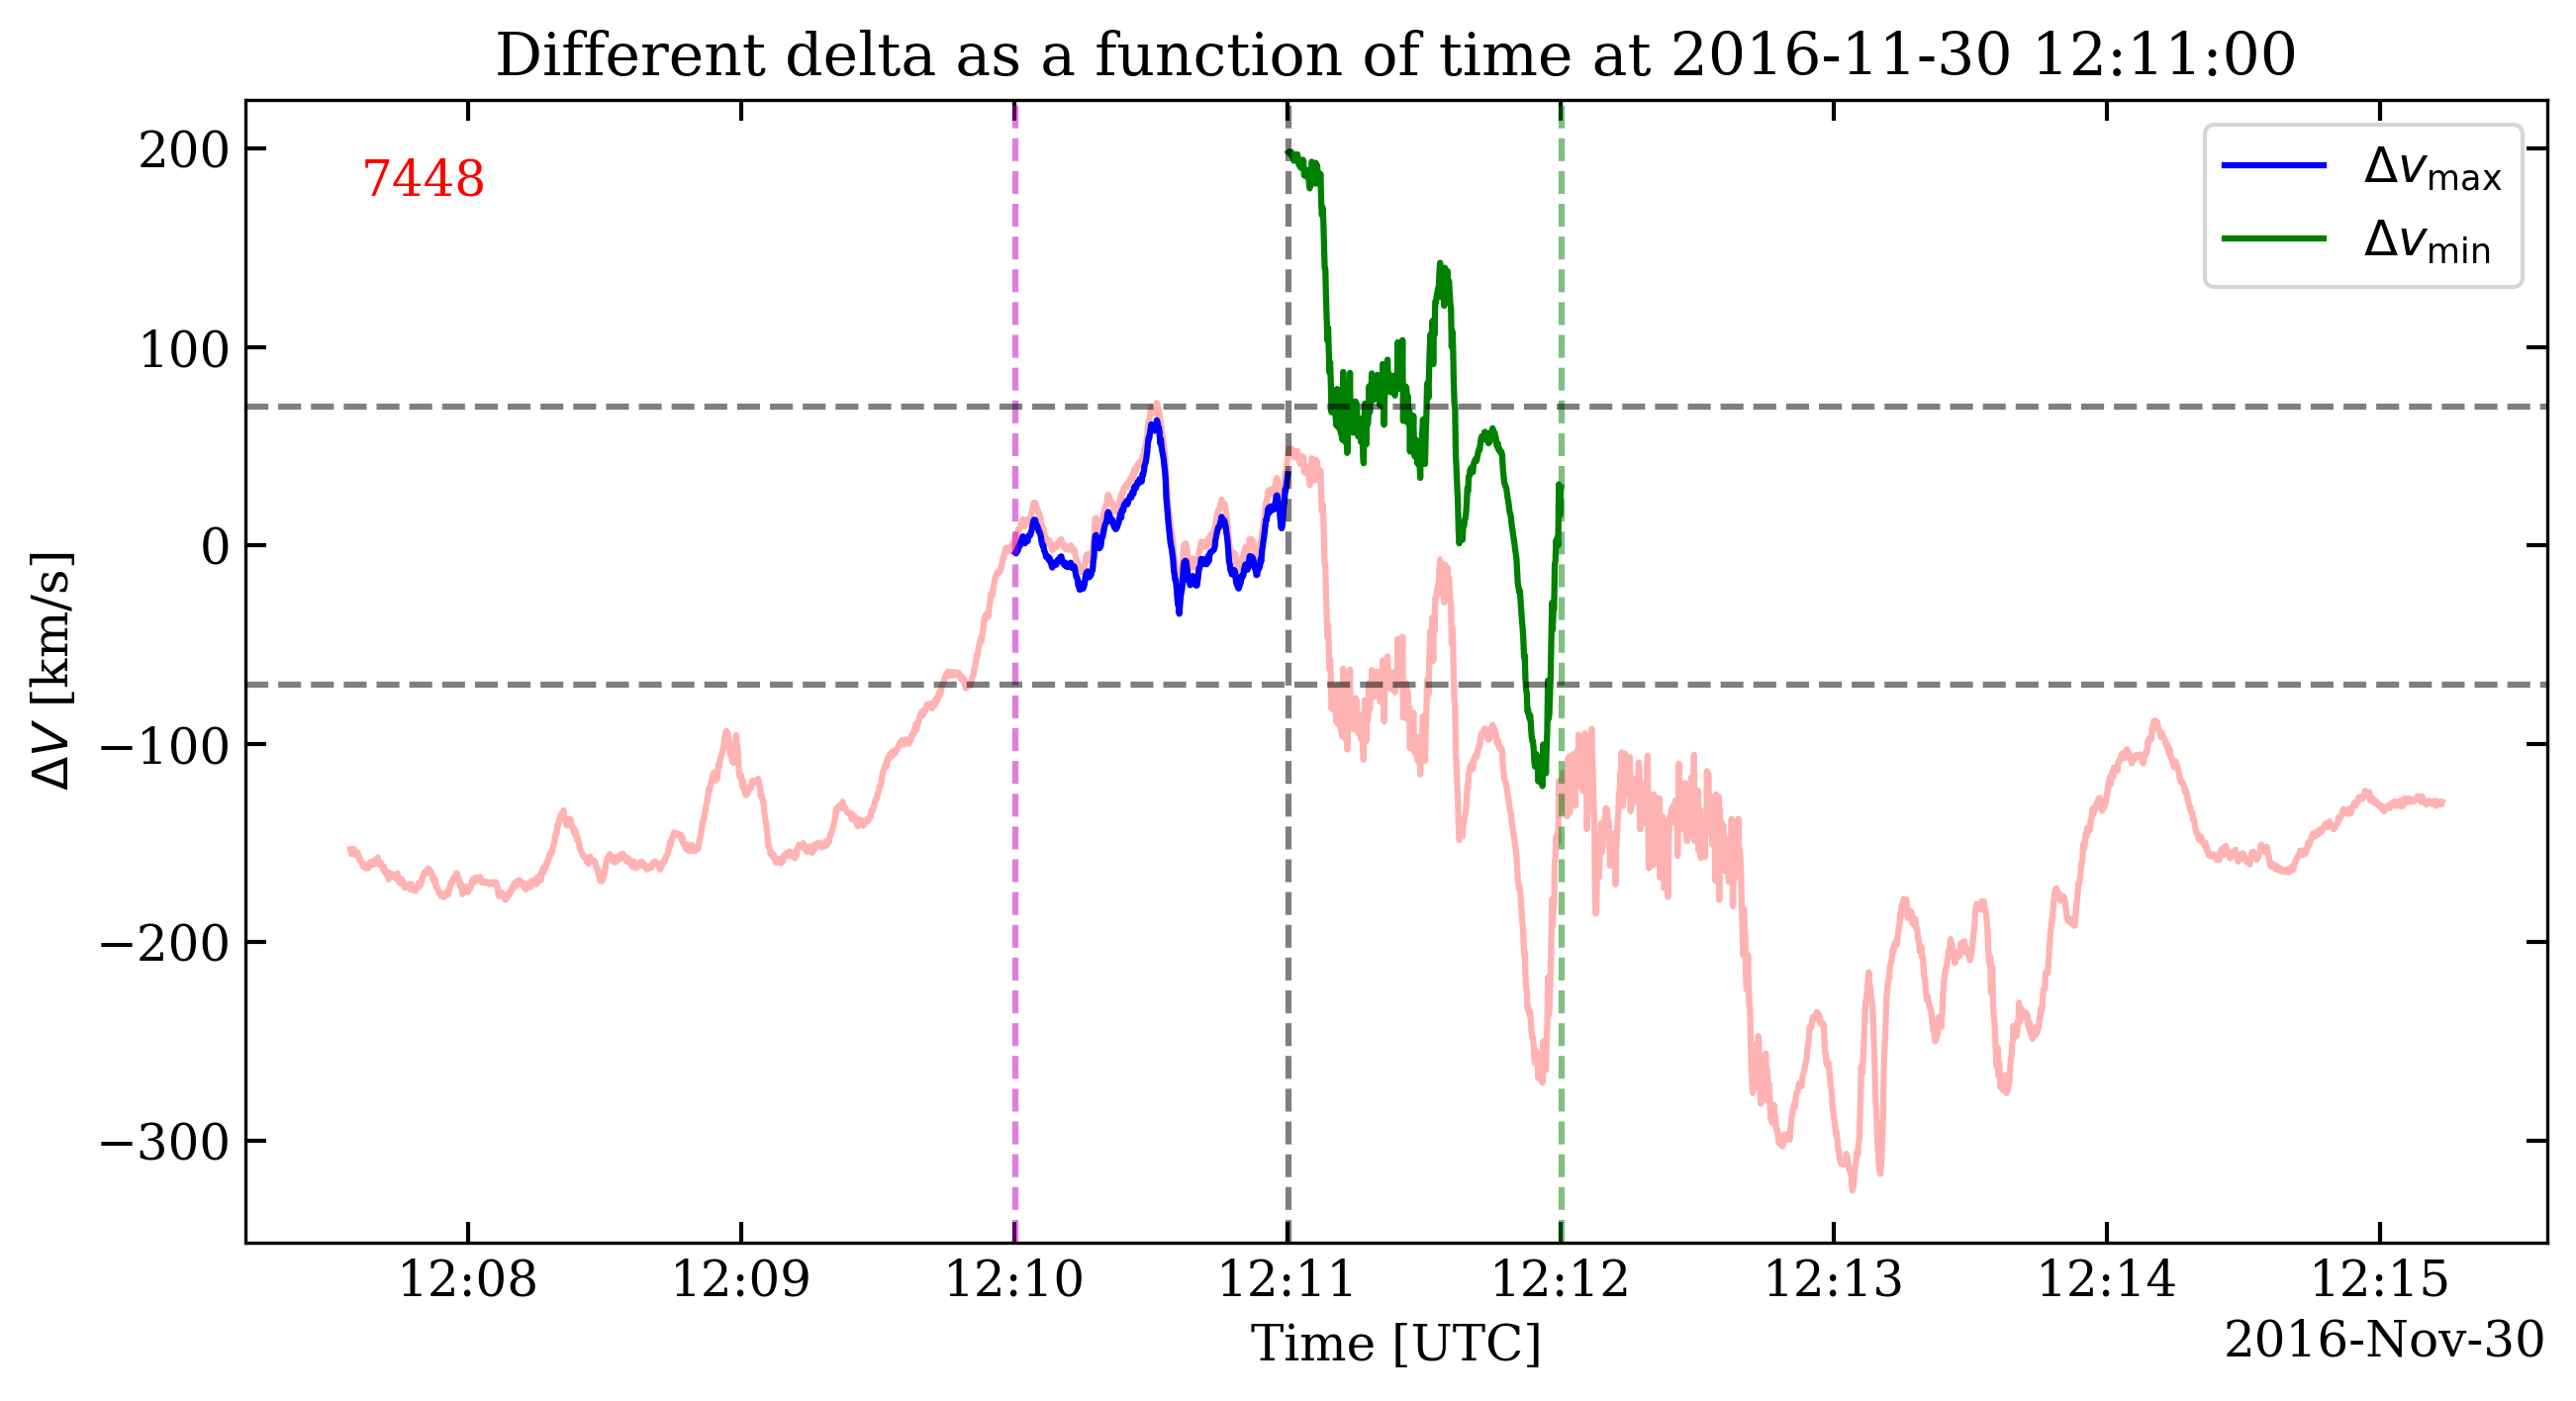 Different delta as a function of time at 2016-11-30 12:11:00
7448
Δv_max
Δv_min
200
100
0
−100
−200
−300
ΔV [km/s]
12:08 12:09 12:10 12:11 12:12 12:13 12:14 12:15
Time [UTC]
2016-Nov-30